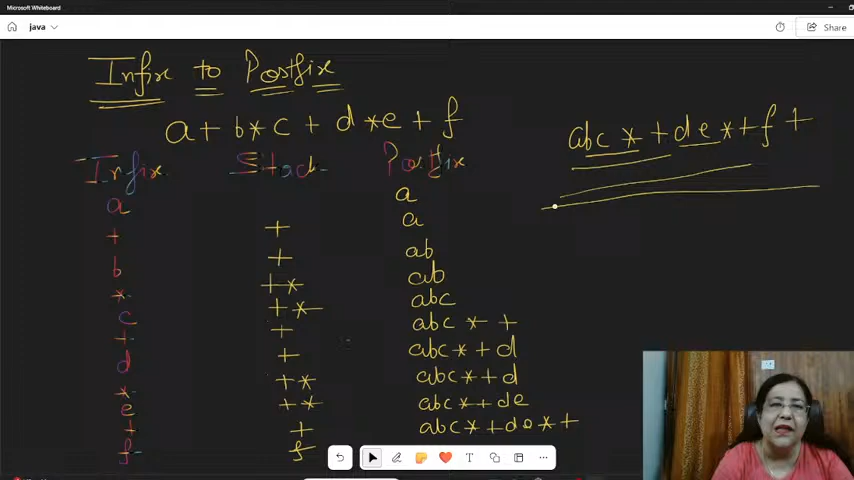 Microsoft Whiteboard
java
Share
Infix to Postfix
a + b * c + d * e + f
abc * + de * + f +
Infix Stack Postfix
a a
+ + a
b + ab
* + * ab
c + * abc
+ + abc * +
d + abc * + d
* + * abc * + d
e + * abc * + de
+ + abc * + de * +
f f